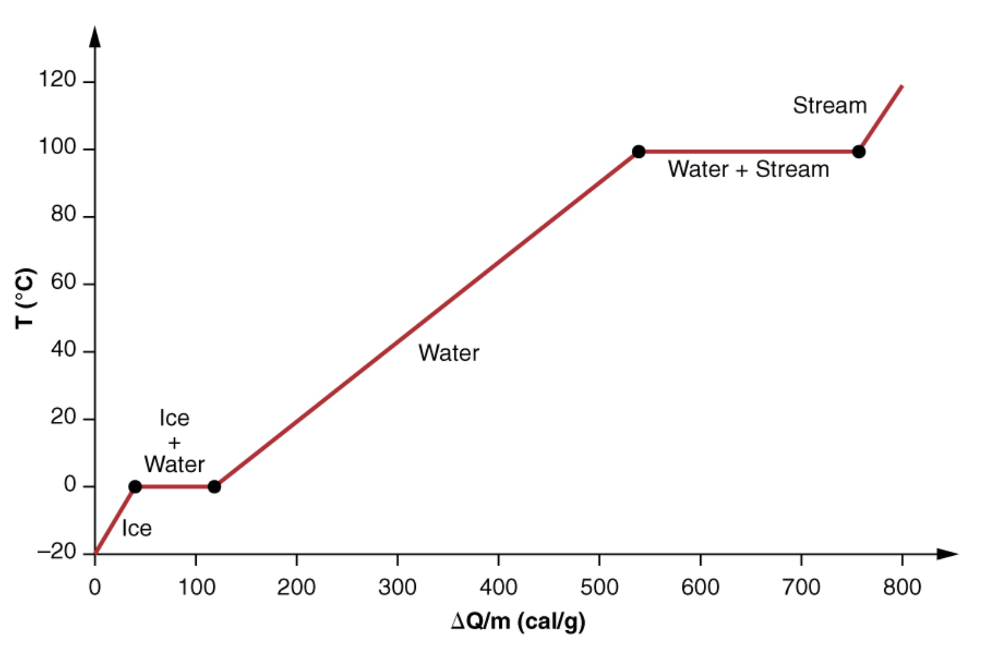 120
100
80
60
40
20
0
–20
T (°C)
Stream
Water + Stream
Water
Ice
+
Water
Ice
0 100 200 300 400 500 600 700 800
ΔQ/m (cal/g)